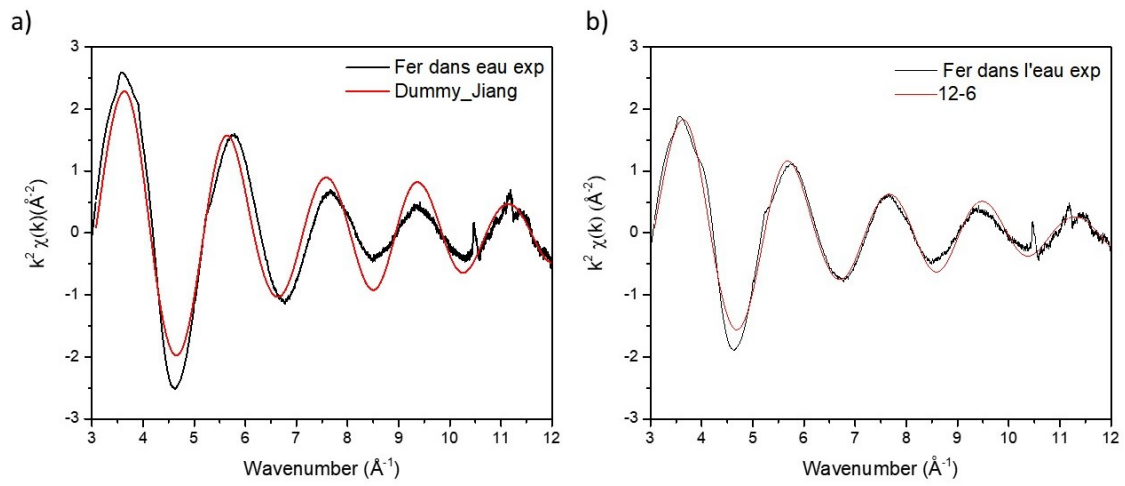 a)
3
2
1
0
-1
-2
-3
k² χ(k)(Å⁻²)
Fer dans eau exp
Dummy_Jiang
3 4 5 6 7 8 9 10 11 12
Wavenumber (Å⁻¹)
b)
3
2
1
0
-1
-2
-3
k² χ(k) (Å⁻²)
Fer dans l'eau exp
12-6
3 4 5 6 7 8 9 10 11 12
Wavenumber (Å⁻¹)